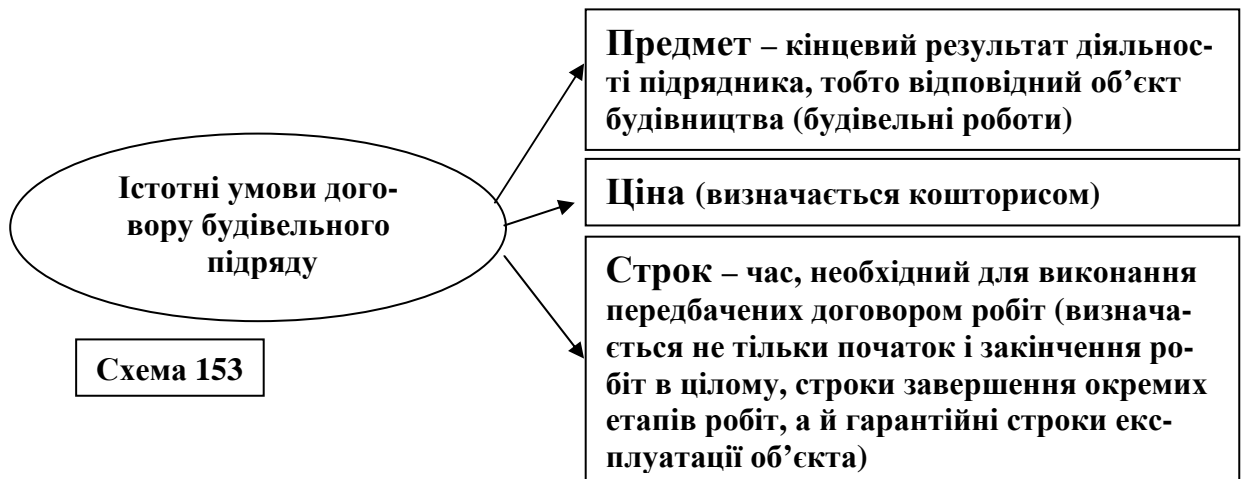 Істотні умови дого-
вору будівельного
підряду
Схема 153
Предмет – кінцевий результат діяльнос-
ті підрядника, тобто відповідний об’єкт
будівництва (будівельні роботи)
Ціна (визначається кошторисом)
Строк – час, необхідний для виконання
передбачених договором робіт (визнача-
ється не тільки початок і закінчення ро-
біт в цілому, строки завершення окремих
етапів робіт, а й гарантійні строки екс-
плуатації об’єкта)